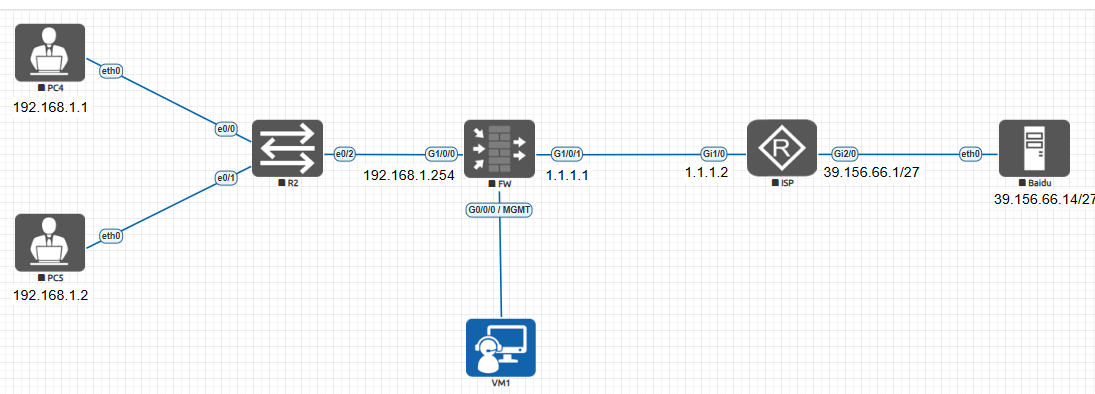 PC4
192.168.1.1
eth0
e0/0
e0/1
eth0
PC5
192.168.1.2
R2
e0/2
G1/0/0
192.168.1.254
FW
G1/0/1
1.1.1.1
G0/0/0 / MGMT
VM1
Gi1/0
1.1.1.2
R
ISP
Gi2/0
39.156.66.1/27
eth0
Baidu
39.156.66.14/27